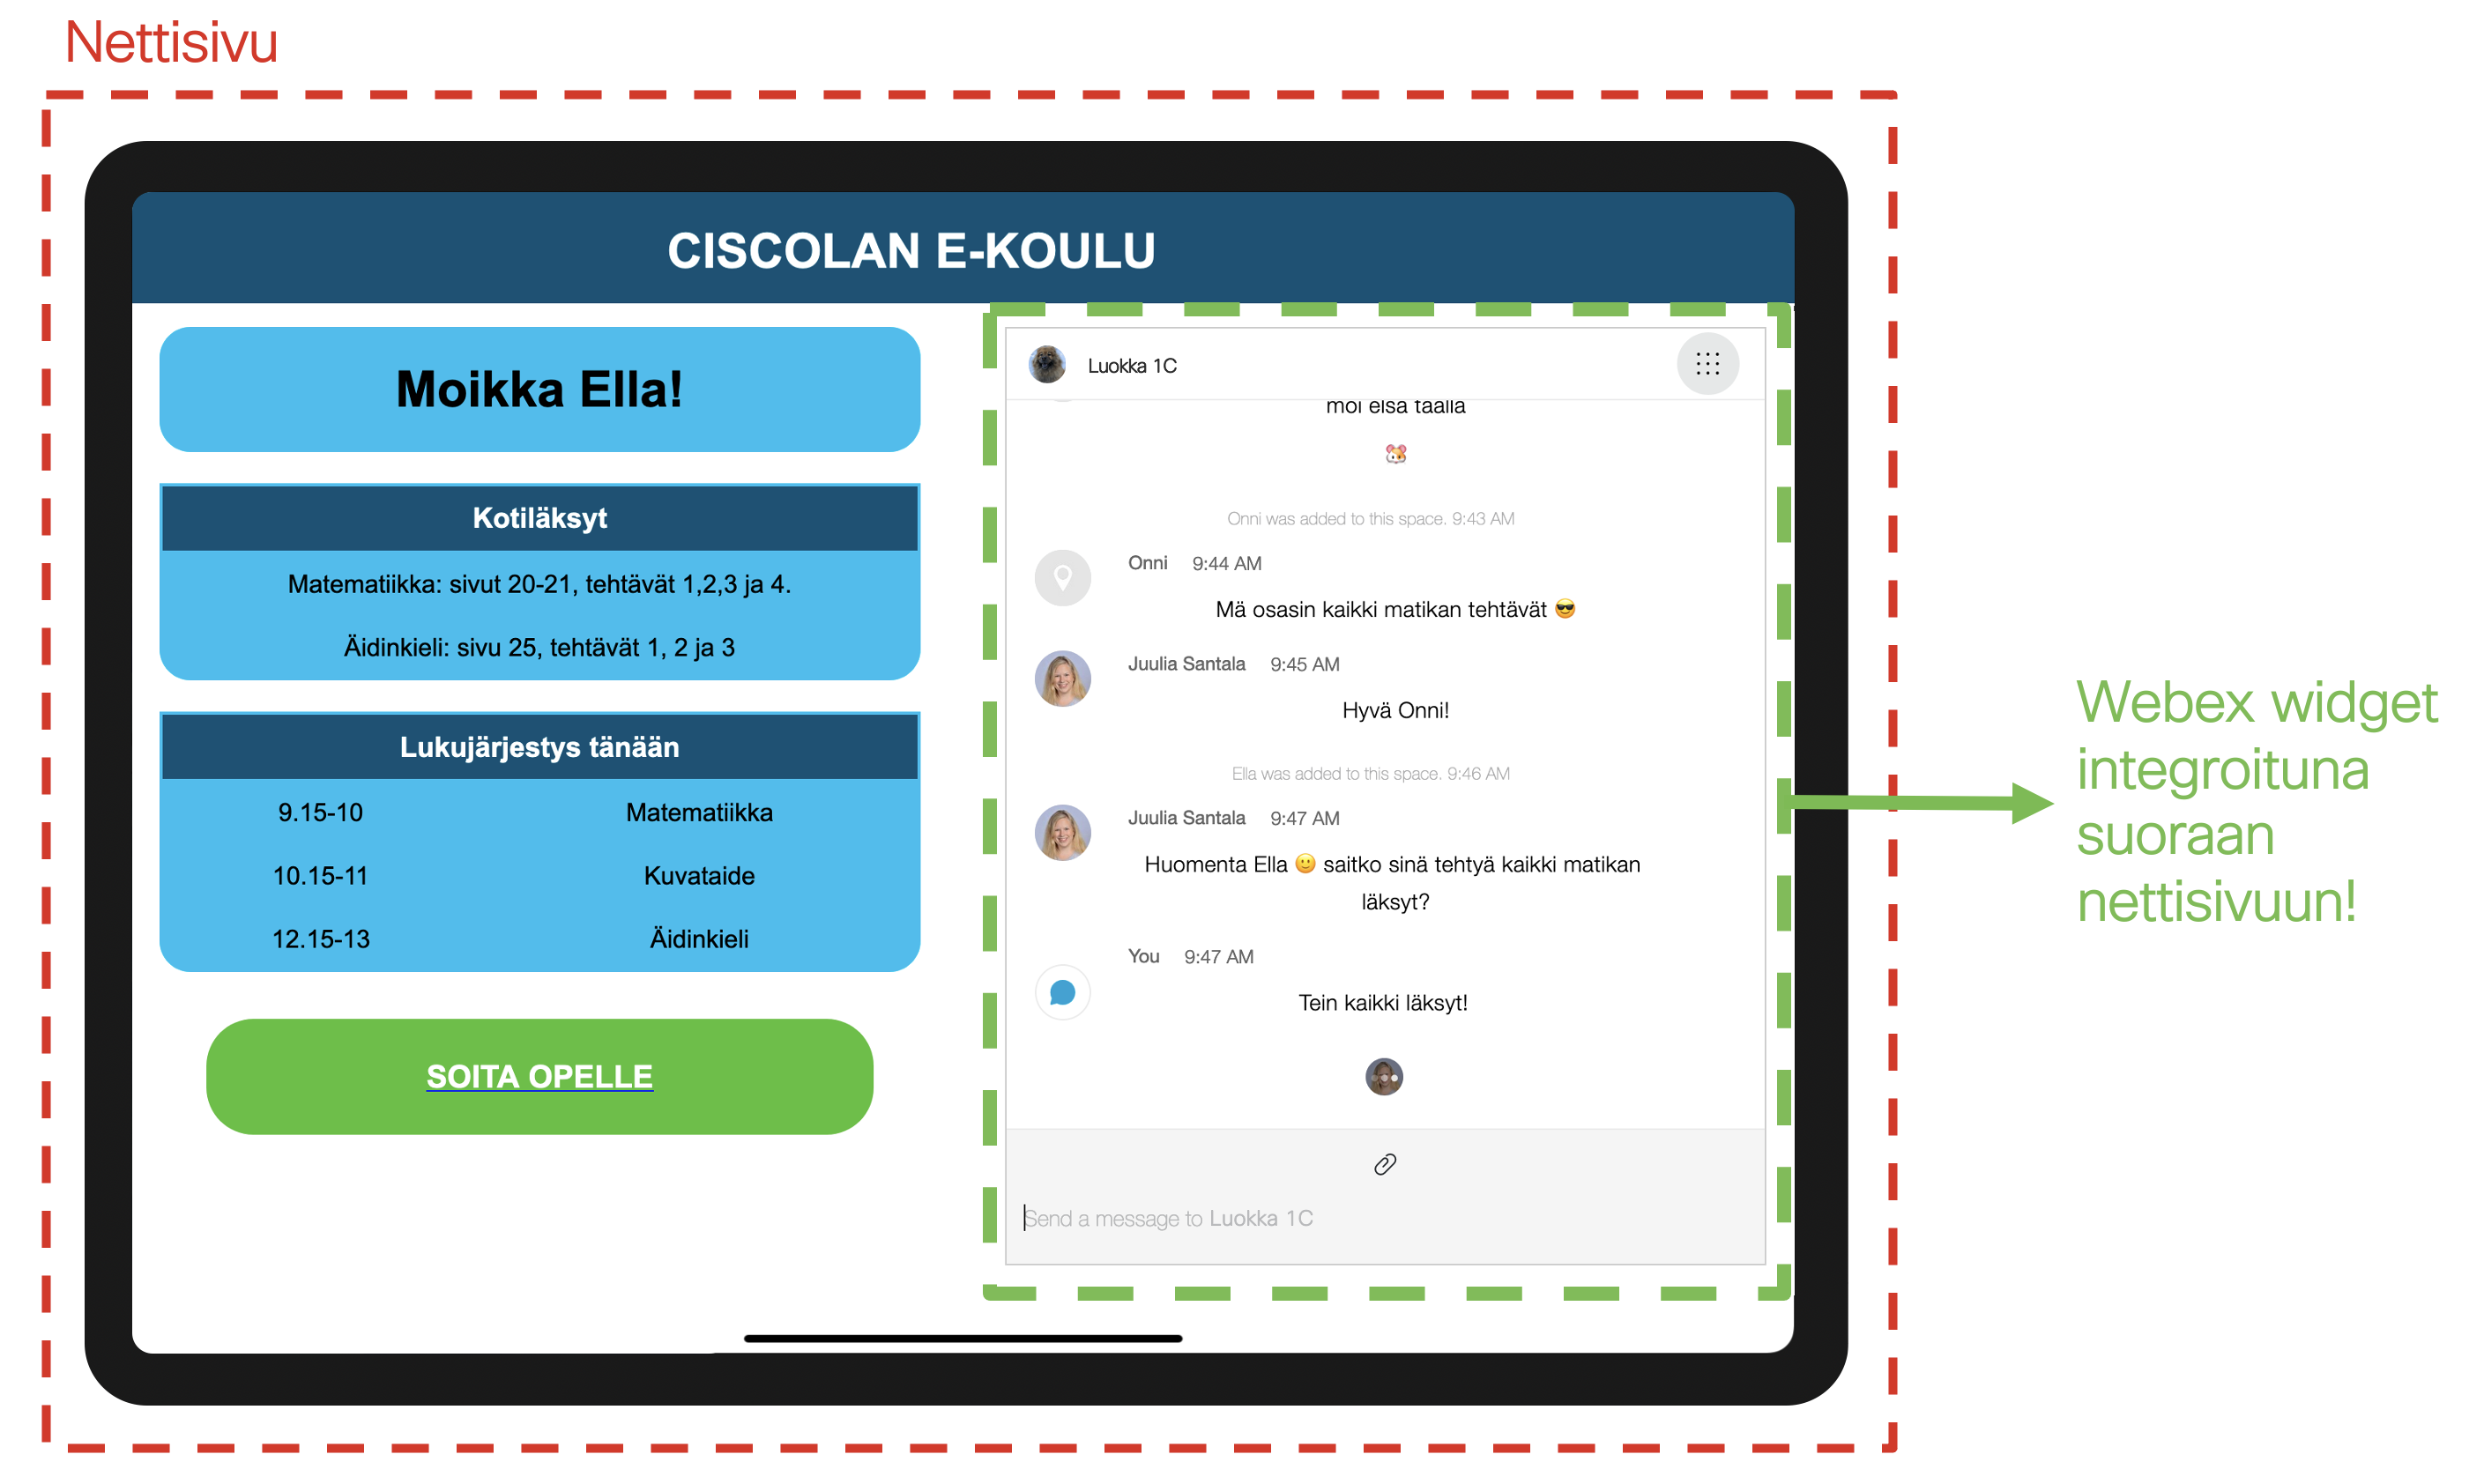 Nettisivu
CISCOLAN E-KOULU
Moikka Ella!
Kotiläksyt
Matematiikka: sivut 20-21, tehtävät 1,2,3 ja 4.
Äidinkieli: sivu 25, tehtävät 1, 2 ja 3
Lukujärjestys tänään
9.15-10 Matematiikka
10.15-11 Kuvataide
12.15-13 Äidinkieli
SOITA OPELLE
Luokka 1C
moi elsa täällä
🐹
Onni was added to this space. 9:43 AM
Onni 9:44 AM
Mä osasin kaikki matikan tehtävät 😎
Juulia Santala 9:45 AM
Hyvä Onni!
Ella was added to this space. 9:46 AM
Juulia Santala 9:47 AM
Huomenta Ella 🙂 saitko sinä tehtyä kaikki matikan
läksyt?
You 9:47 AM
Tein kaikki läksyt!
Send a message to Luokka 1C
Webex widget
integroituna
suoraan
nettisivuun!